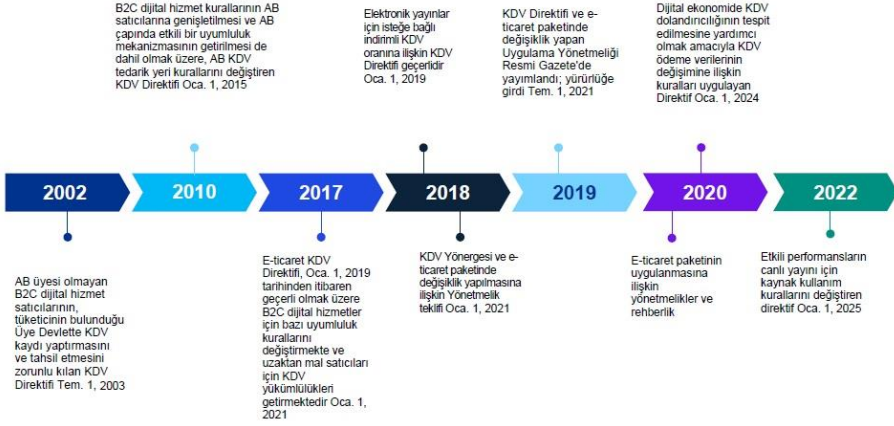 B2C dijital hizmet kurallarının AB
satıcılarına genişletilmesi ve AB
çapında etkili bir uyumluluk
mekanizmasının getirilmesi de
dahil olmak üzere, AB KDV
tedarik yeri kurallarını değiştiren
KDV Direktifi Oca. 1, 2015
Elektronik yayınlar
için isteğe bağlı
indirimli KDV
oranına ilişkin KDV
Direktifi geçerlidir
Oca. 1, 2019
KDV Direktifi ve e-
ticaret paketinde
değişiklik yapan
Uygulama Yönetmeliği
Resmi Gazete'de
yayımlandı; yürürlüğe
girdi Tem. 1, 2021
Dijital ekonomide KDV
dolandırıcılığının tespit
edilmesine yardımcı
olmak amacıyla KDV
ödeme verilerinin
değişimine ilişkin
kuralları uygulayan
Direktif Oca. 1, 2024
2002
2010
2017
2018
2019
2020
2022
AB üyesi olmayan
B2C dijital hizmet
satıcılarının,
tüketicinin bulunduğu
Üye Devlette KDV
kaydı yaptırmasını
ve tahsil etmesini
zorunlu kılan KDV
Direktifi Tem. 1, 2003
E-ticaret KDV
Direktifi, Oca. 1, 2019
tarihinden itibaren
geçerli olmak üzere
B2C dijital hizmetler
için bazı uyumluluk
kurallarını
değiştirmekte ve
uzaktan mal satıcıları
için KDV
yükümlülükleri
getirmektedir Oca. 1,
2021
KDV Yönergesi ve e-
ticaret paketinde
değişiklik yapılmasına
ilişkin Yönetmelik
teklifi Oca. 1, 2021
E-ticaret paketinin
uygulanmasına
ilişkin
yönetmelikler ve
rehberlik
Etkili performansların
canlı yayını için
kaynak kullanım
kurallarını değiştiren
direktif Oca. 1, 2025